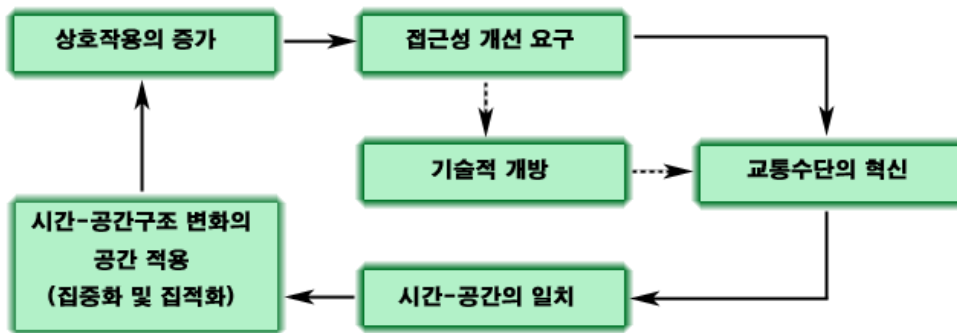 상호작용의 증가
접근성 개선 요구
기술적 개방
교통수단의 혁신
시간-공간구조 변화의
공간 적용
(집중화 및 집적화)
시간-공간의 일치